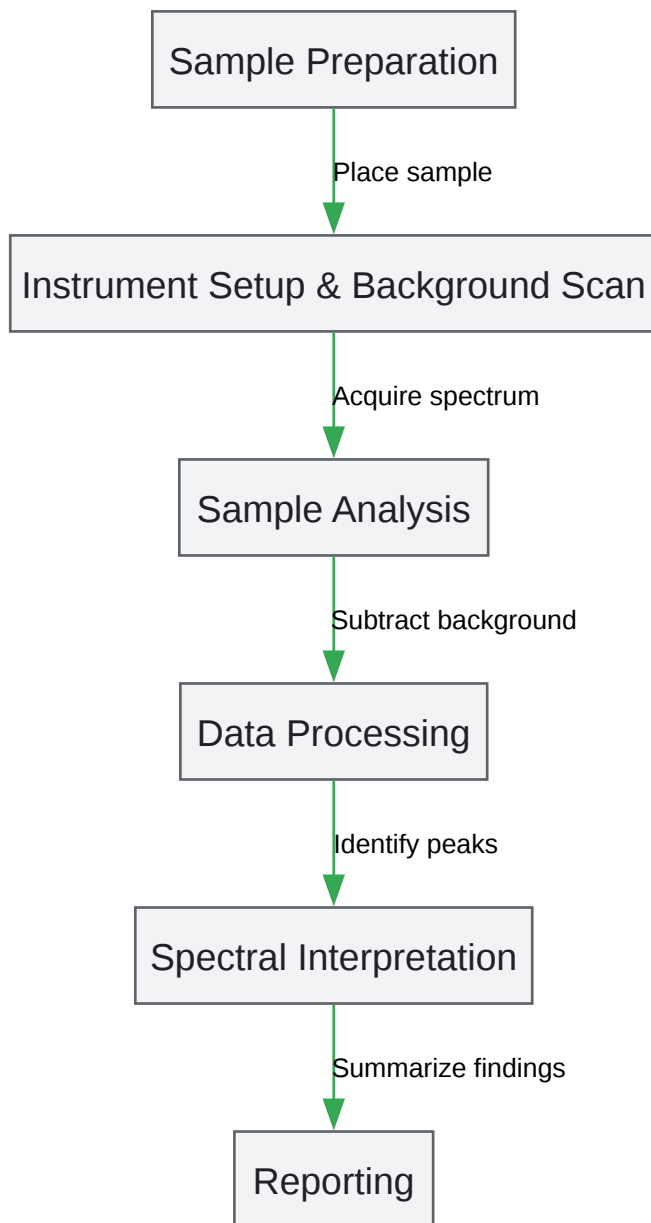 Sample Preparation
Place sample
Instrument Setup & Background Scan
Acquire spectrum
Sample Analysis
Subtract background
Data Processing
Identify peaks
Spectral Interpretation
Summarize findings
Reporting